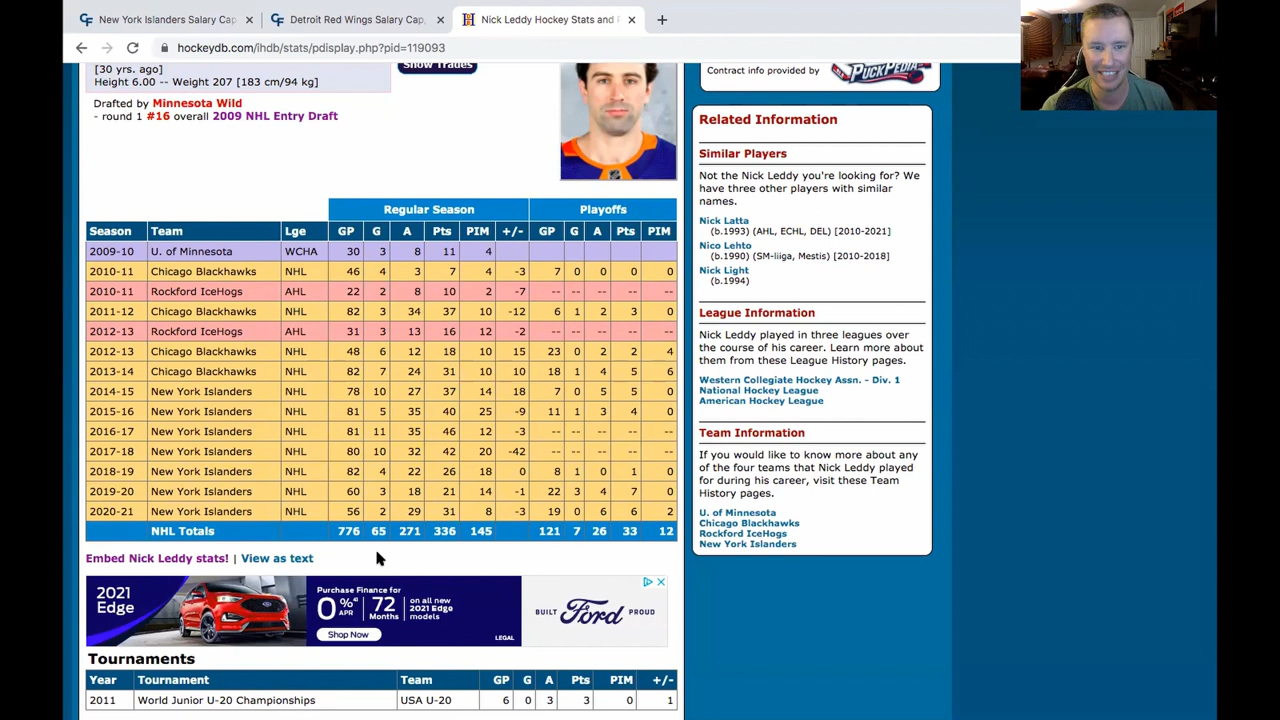 New York Islanders Salary Cap
Detroit Red Wings Salary Cap,
Nick Leddy Hockey Stats and P
hockeydb.com/ihdb/stats/pdisplay.php?pid=119093
[30 yrs. ago]
Height 6.00 -- Weight 207 [183 cm/94 kg]
Show Trades
Drafted by Minnesota Wild
- round 1 #16 overall 2009 NHL Entry Draft
Regular Season Playoffs
Season Team Lge GP G A Pts PIM +/- GP G A Pts PIM
2009-10 U. of Minnesota WCHA 30 3 8 11 4
2010-11 Chicago Blackhawks NHL 46 4 3 7 4 -3 7 0 0 0 0
2010-11 Rockford IceHogs AHL 22 2 8 10 2 -7 -- -- -- -- --
2011-12 Chicago Blackhawks NHL 82 3 34 37 10 -12 6 1 2 3 0
2012-13 Rockford IceHogs AHL 31 3 13 16 12 -2 -- -- -- -- --
2012-13 Chicago Blackhawks NHL 48 6 12 18 10 15 23 0 2 2 4
2013-14 Chicago Blackhawks NHL 82 7 24 31 10 10 18 1 4 5 6
2014-15 New York Islanders NHL 78 10 27 37 14 18 7 0 5 5 0
2015-16 New York Islanders NHL 81 5 35 40 25 -9 11 1 3 4 0
2016-17 New York Islanders NHL 81 11 35 46 12 -3 -- -- -- -- --
2017-18 New York Islanders NHL 80 10 32 42 20 -42 -- -- -- -- --
2018-19 New York Islanders NHL 82 4 22 26 18 0 8 1 0 1 0
2019-20 New York Islanders NHL 60 3 18 21 14 -1 22 3 4 7 0
2020-21 New York Islanders NHL 56 2 29 31 8 -3 19 0 6 6 2
NHL Totals 776 65 271 336 145 121 7 26 33 12
Embed Nick Leddy stats! | View as text
2021
Edge
Purchase Finance for
0%
APR
72
Months
on all new
2021 Edge
models
Shop Now
LEGAL
BUILT Ford PROUD
Tournaments
Year Tournament Team GP G A Pts PIM +/-
2011 World Junior U-20 Championships USA U-20 6 0 3 3 0 1
Contract info provided by
PUCKPEDIA
Related Information
Similar Players
Not the Nick Leddy you're looking for? We
have three other players with similar
names.
Nick Latta
(b.1993) (AHL, ECHL, DEL) [2010-2021]
Nico Lehto
(b.1990) (SM-liiga, Mestis) [2010-2018]
Nick Light
(b.1994)
League Information
Nick Leddy played in three leagues over
the course of his career. Learn more about
them from these League History pages.
Western Collegiate Hockey Assn. - Div. 1
National Hockey League
American Hockey League
Team Information
If you would like to know more about any
of the four teams that Nick Leddy played
for during his career, visit these Team
History pages.
U. of Minnesota
Chicago Blackhawks
Rockford IceHogs
New York Islanders